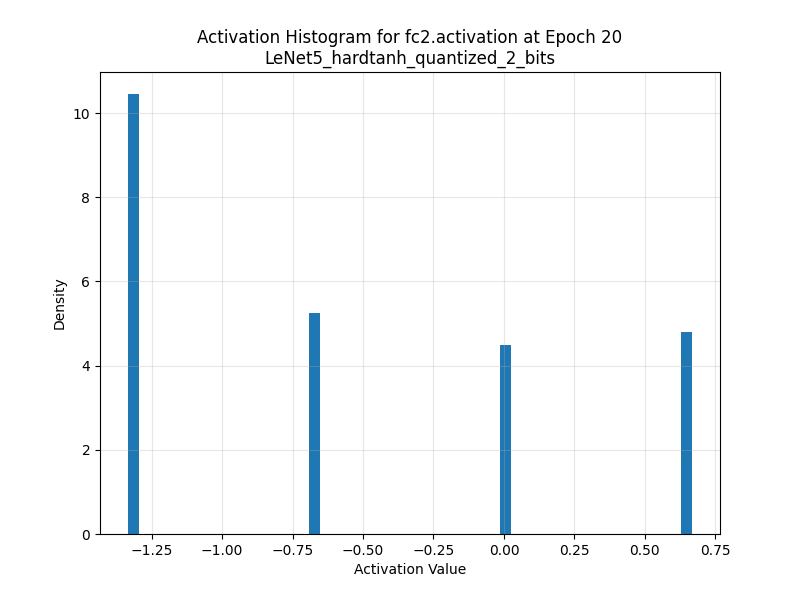 Activation Histogram for fc2.activation at Epoch 20
LeNet5_hardtanh_quantized_2_bits
Density
10
8
6
4
2
0
−1.25 −1.00 −0.75 −0.50 −0.25 0.00 0.25 0.50 0.75
Activation Value